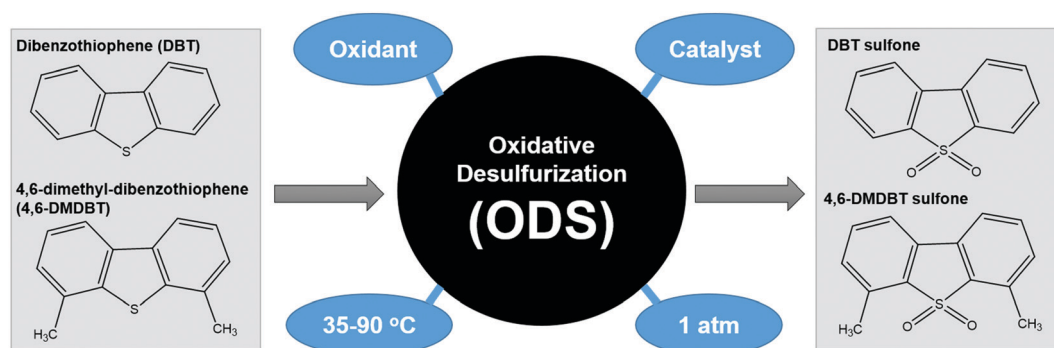 Dibenzothiophene (DBT)
S
4,6-dimethyl-dibenzothiophene
(4,6-DMDBT)
S
H₃C
CH₃
Oxidant
Catalyst
Oxidative
Desulfurization
(ODS)
35-90 ºC
1 atm
DBT sulfone
S
O
O
4,6-DMDBT sulfone
S
O
O
H₃C
CH₃